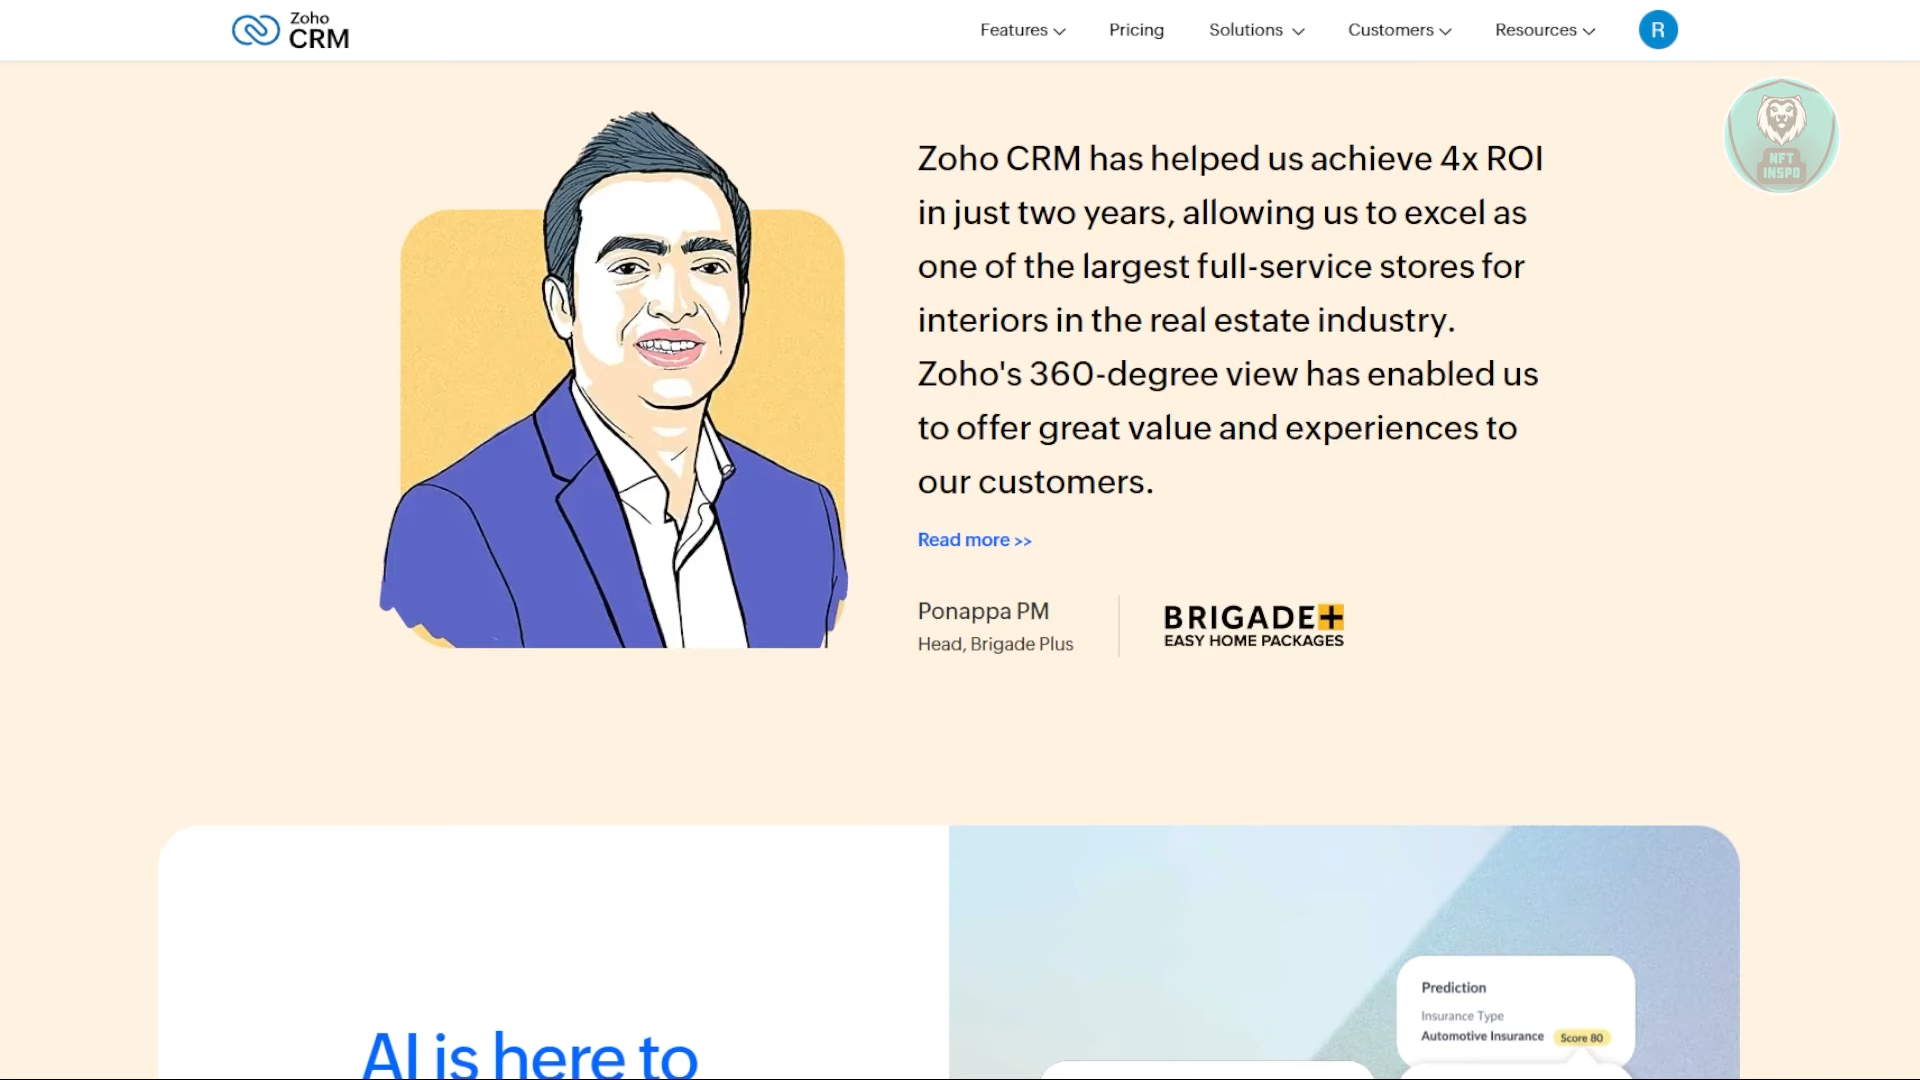 Zoho
CRM
Features
Pricing
Solutions
Customers
Resources
R
NFT
INSPO
Zoho CRM has helped us achieve 4x ROI
in just two years, allowing us to excel as
one of the largest full-service stores for
interiors in the real estate industry.
Zoho's 360-degree view has enabled us
to offer great value and experiences to
our customers.
Read more >>
Ponappa PM
Head, Brigade Plus
BRIGADE+
EASY HOME PACKAGES
AI is here to
Prediction
Insurance Type
Automotive Insurance
Score 80